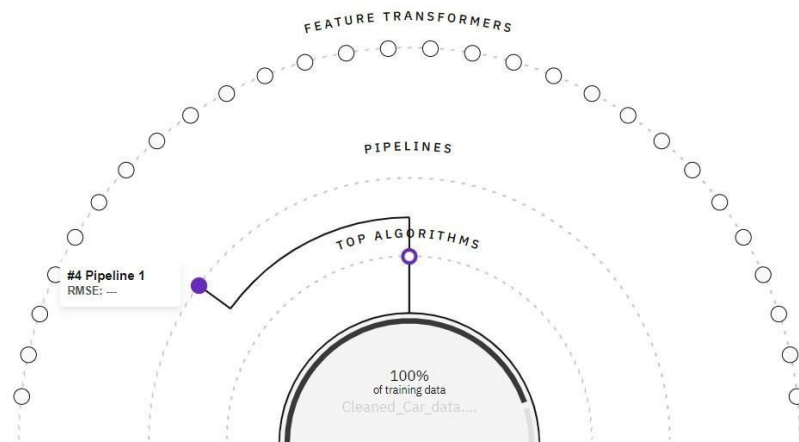 FEATURE TRANSFORMERS
PIPELINES
TOP ALGORITHMS
#4 Pipeline 1
RMSE: ---
100%
of training data
Cleaned_Car_data....